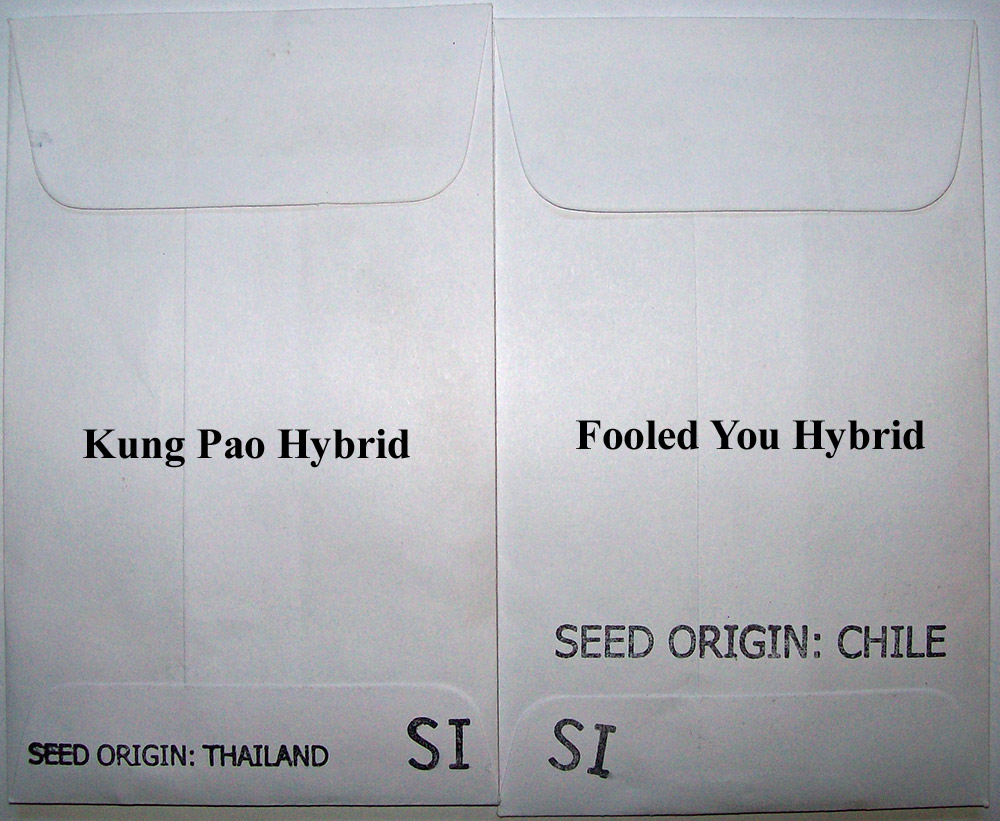 Kung Pao Hybrid
SEED ORIGIN: THAILAND
SI
Fooled You Hybrid
SEED ORIGIN: CHILE
SI